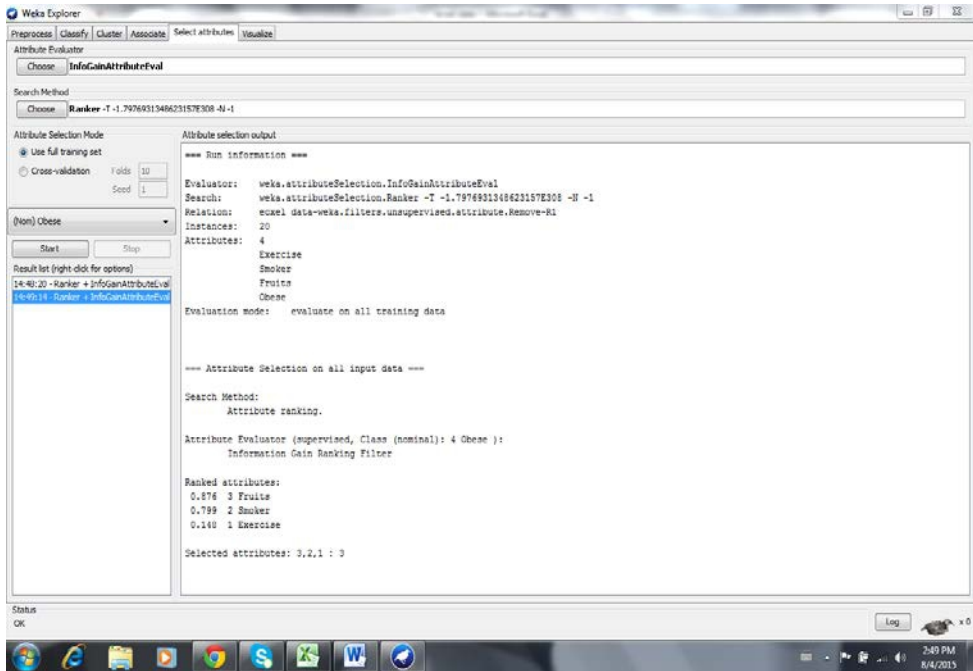 Weka Explorer
Preprocess Classify Cluster Associate Select attributes Visualize
Attribute Evaluator
Choose InfoGainAttributeEval
Search Method
Choose Ranker -T -1.7976931348623157E308 -N -1
Attribute Selection Mode
Use full training set
Cross-validation Folds 10
Seed 1
(Nom) Obese
Start Stop
Result list (right-click for options)
14:48:20 - Ranker + InfoGainAttributeEval
14:49:14 - Ranker + InfoGainAttributeEval
Attribute selection output
=== Run information ===
Evaluator: weka.attributeSelection.InfoGainAttributeEval
Search: weka.attributeSelection.Ranker -T -1.7976931348623157E308 -N -1
Relation: ecxel data-weka.filters.unsupervised.attribute.Remove-R1
Instances: 20
Attributes: 4
Exercise
Smoker
Fruits
Obese
Evaluation mode: evaluate on all training data
=== Attribute Selection on all input data ===
Search Method:
Attribute ranking.
Attribute Evaluator (supervised, Class (nominal): 4 Obese ):
Information Gain Ranking Filter
Ranked attributes:
0.876 3 Fruits
0.799 2 Smoker
0.148 1 Exercise
Selected attributes: 3,2,1 : 3
Status
OK
Log x 0
2:49 PM
8/4/2015